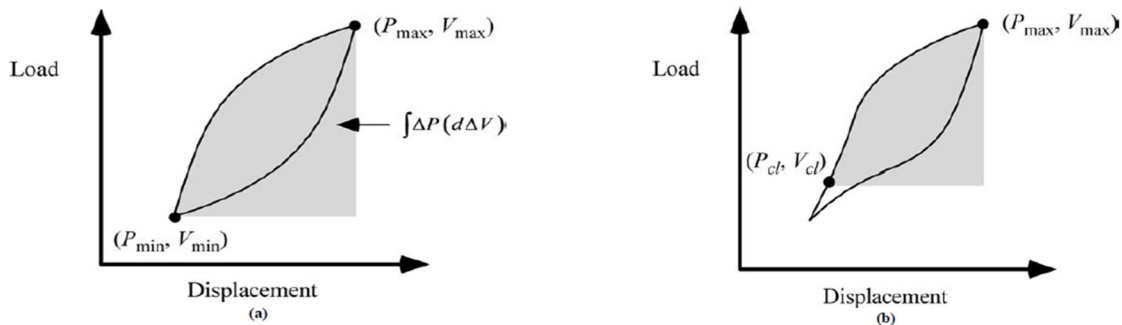 (Pmax, Vmax)
Load
∫ΔP(dΔV)
(Pmin, Vmin)
Displacement
(a)
(Pmax, Vmax)
Load
(Pcl, Vcl)
Displacement
(b)